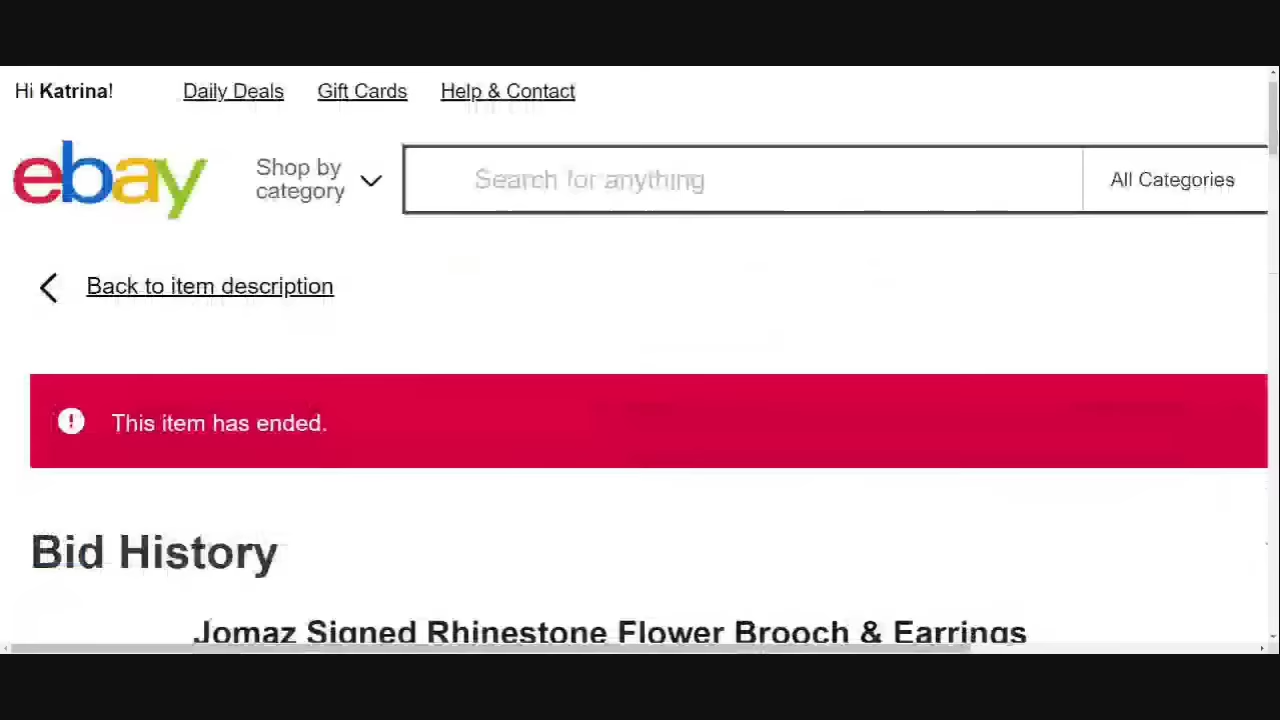 Hi Katrina! Daily Deals Gift Cards Help & Contact
ebay Shop by category Search for anything All Categories
Back to item description
This item has ended.
Bid History
Jomaz Signed Rhinestone Flower Brooch & Earrings